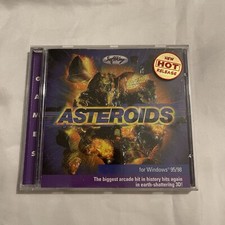 NEW
HOT
RELEASE
GAMES
ASTEROIDS
for Windows® 95/98
The biggest arcade hit in history hits again
in earth-shattering 3D!